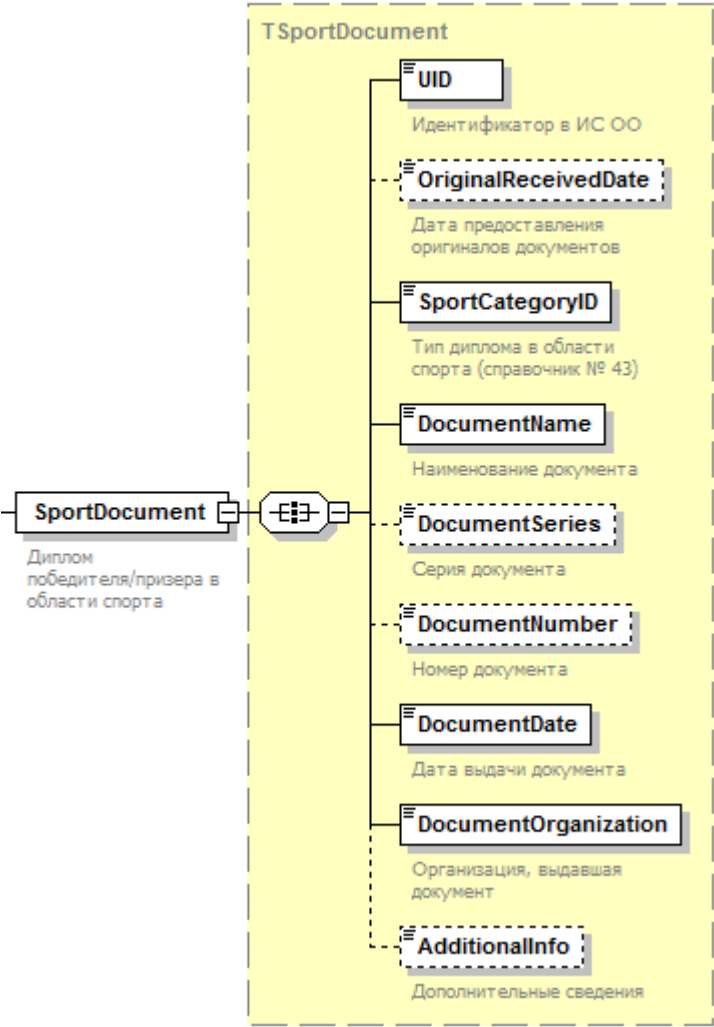 TSportDocument
UID
Идентификатор в ИС ОО
OriginalReceivedDate
Дата предоставления
оригиналов документов
SportCategoryID
Тип диплома в области
спорта (справочник № 43)
DocumentName
Наименование документа
SportDocument
Диплом
победителя/призера в
области спорта
DocumentSeries
Серия документа
DocumentNumber
Номер документа
DocumentDate
Дата выдачи документа
DocumentOrganization
Организация, выдавшая
документ
AdditionalInfo
Дополнительные сведения